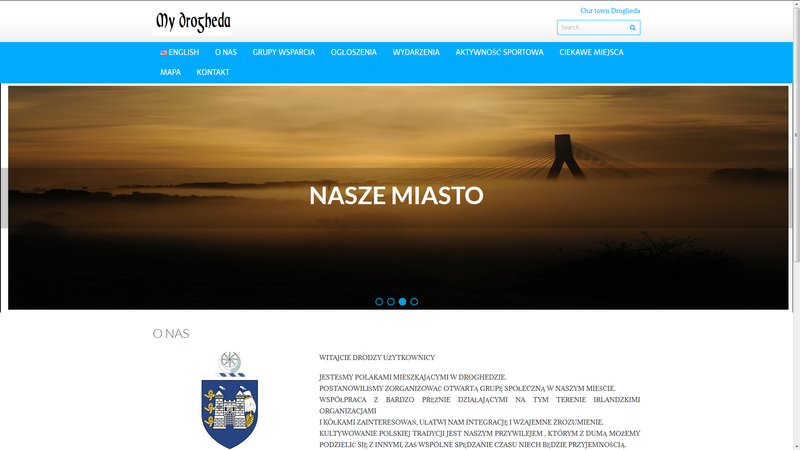 My drogheda
Our town Drogheda
Search...
ENGLISH O NAS GRUPY WSPARCIA OGŁOSZENIA WYDARZENIA AKTYWNOŚĆ SPORTOWA CIEKAWE MIEJSCA
MAPA KONTAKT
NASZE MIASTO
O NAS
WITAJCIE DRODZY UŻYTKOWNICY
JESTEŚMY POLAKAMI MIESZKAJĄCYMI W DROGHEDZIE.
POSTANOWILIŚMY ZORGANIZOWAĆ OTWARTĄ GRUPĘ SPOŁECZNĄ W NASZYM MIEŚCIE.
WSPÓŁPRACA Z BARDZO PRĘŻNIE DZIAŁAJĄCYMI NA TYM TERENIE IRLANDZKIMI
ORGANIZACJAMI
I KÓŁKAMI ZAINTERESOWAŃ, UŁATWI NAM INTEGRACJĘ I WZAJEMNE ZROZUMIENIE.
KULTYWOWANIE POLSKIEJ TRADYCJI JEST NASZYM PRZYWILEJEM , KTÓRYM Z DUMĄ MOŻEMY
PODZIELIĆ SIĘ Z INNYMI, ZAŚ WSPÓLNE SPĘDZANIE CZASU NIECH BĘDZIE PRZYJEMNOŚCIĄ.